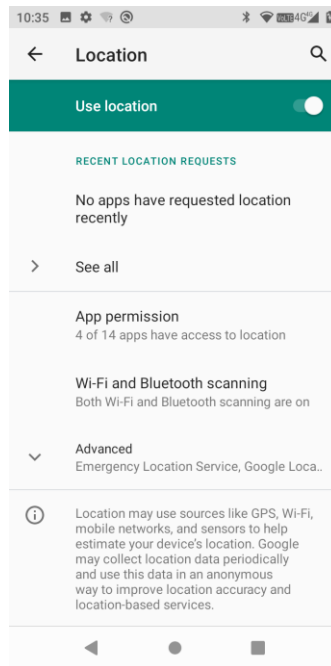 10:35 4G
Location
Use location
RECENT LOCATION REQUESTS
No apps have requested location
recently
See all
App permission
4 of 14 apps have access to location
Wi-Fi and Bluetooth scanning
Both Wi-Fi and Bluetooth scanning are on
Advanced
Emergency Location Service, Google Loca..
Location may use sources like GPS, Wi-Fi,
mobile networks, and sensors to help
estimate your device's location. Google
may collect location data periodically
and use this data in an anonymous
way to improve location accuracy and
location-based services.